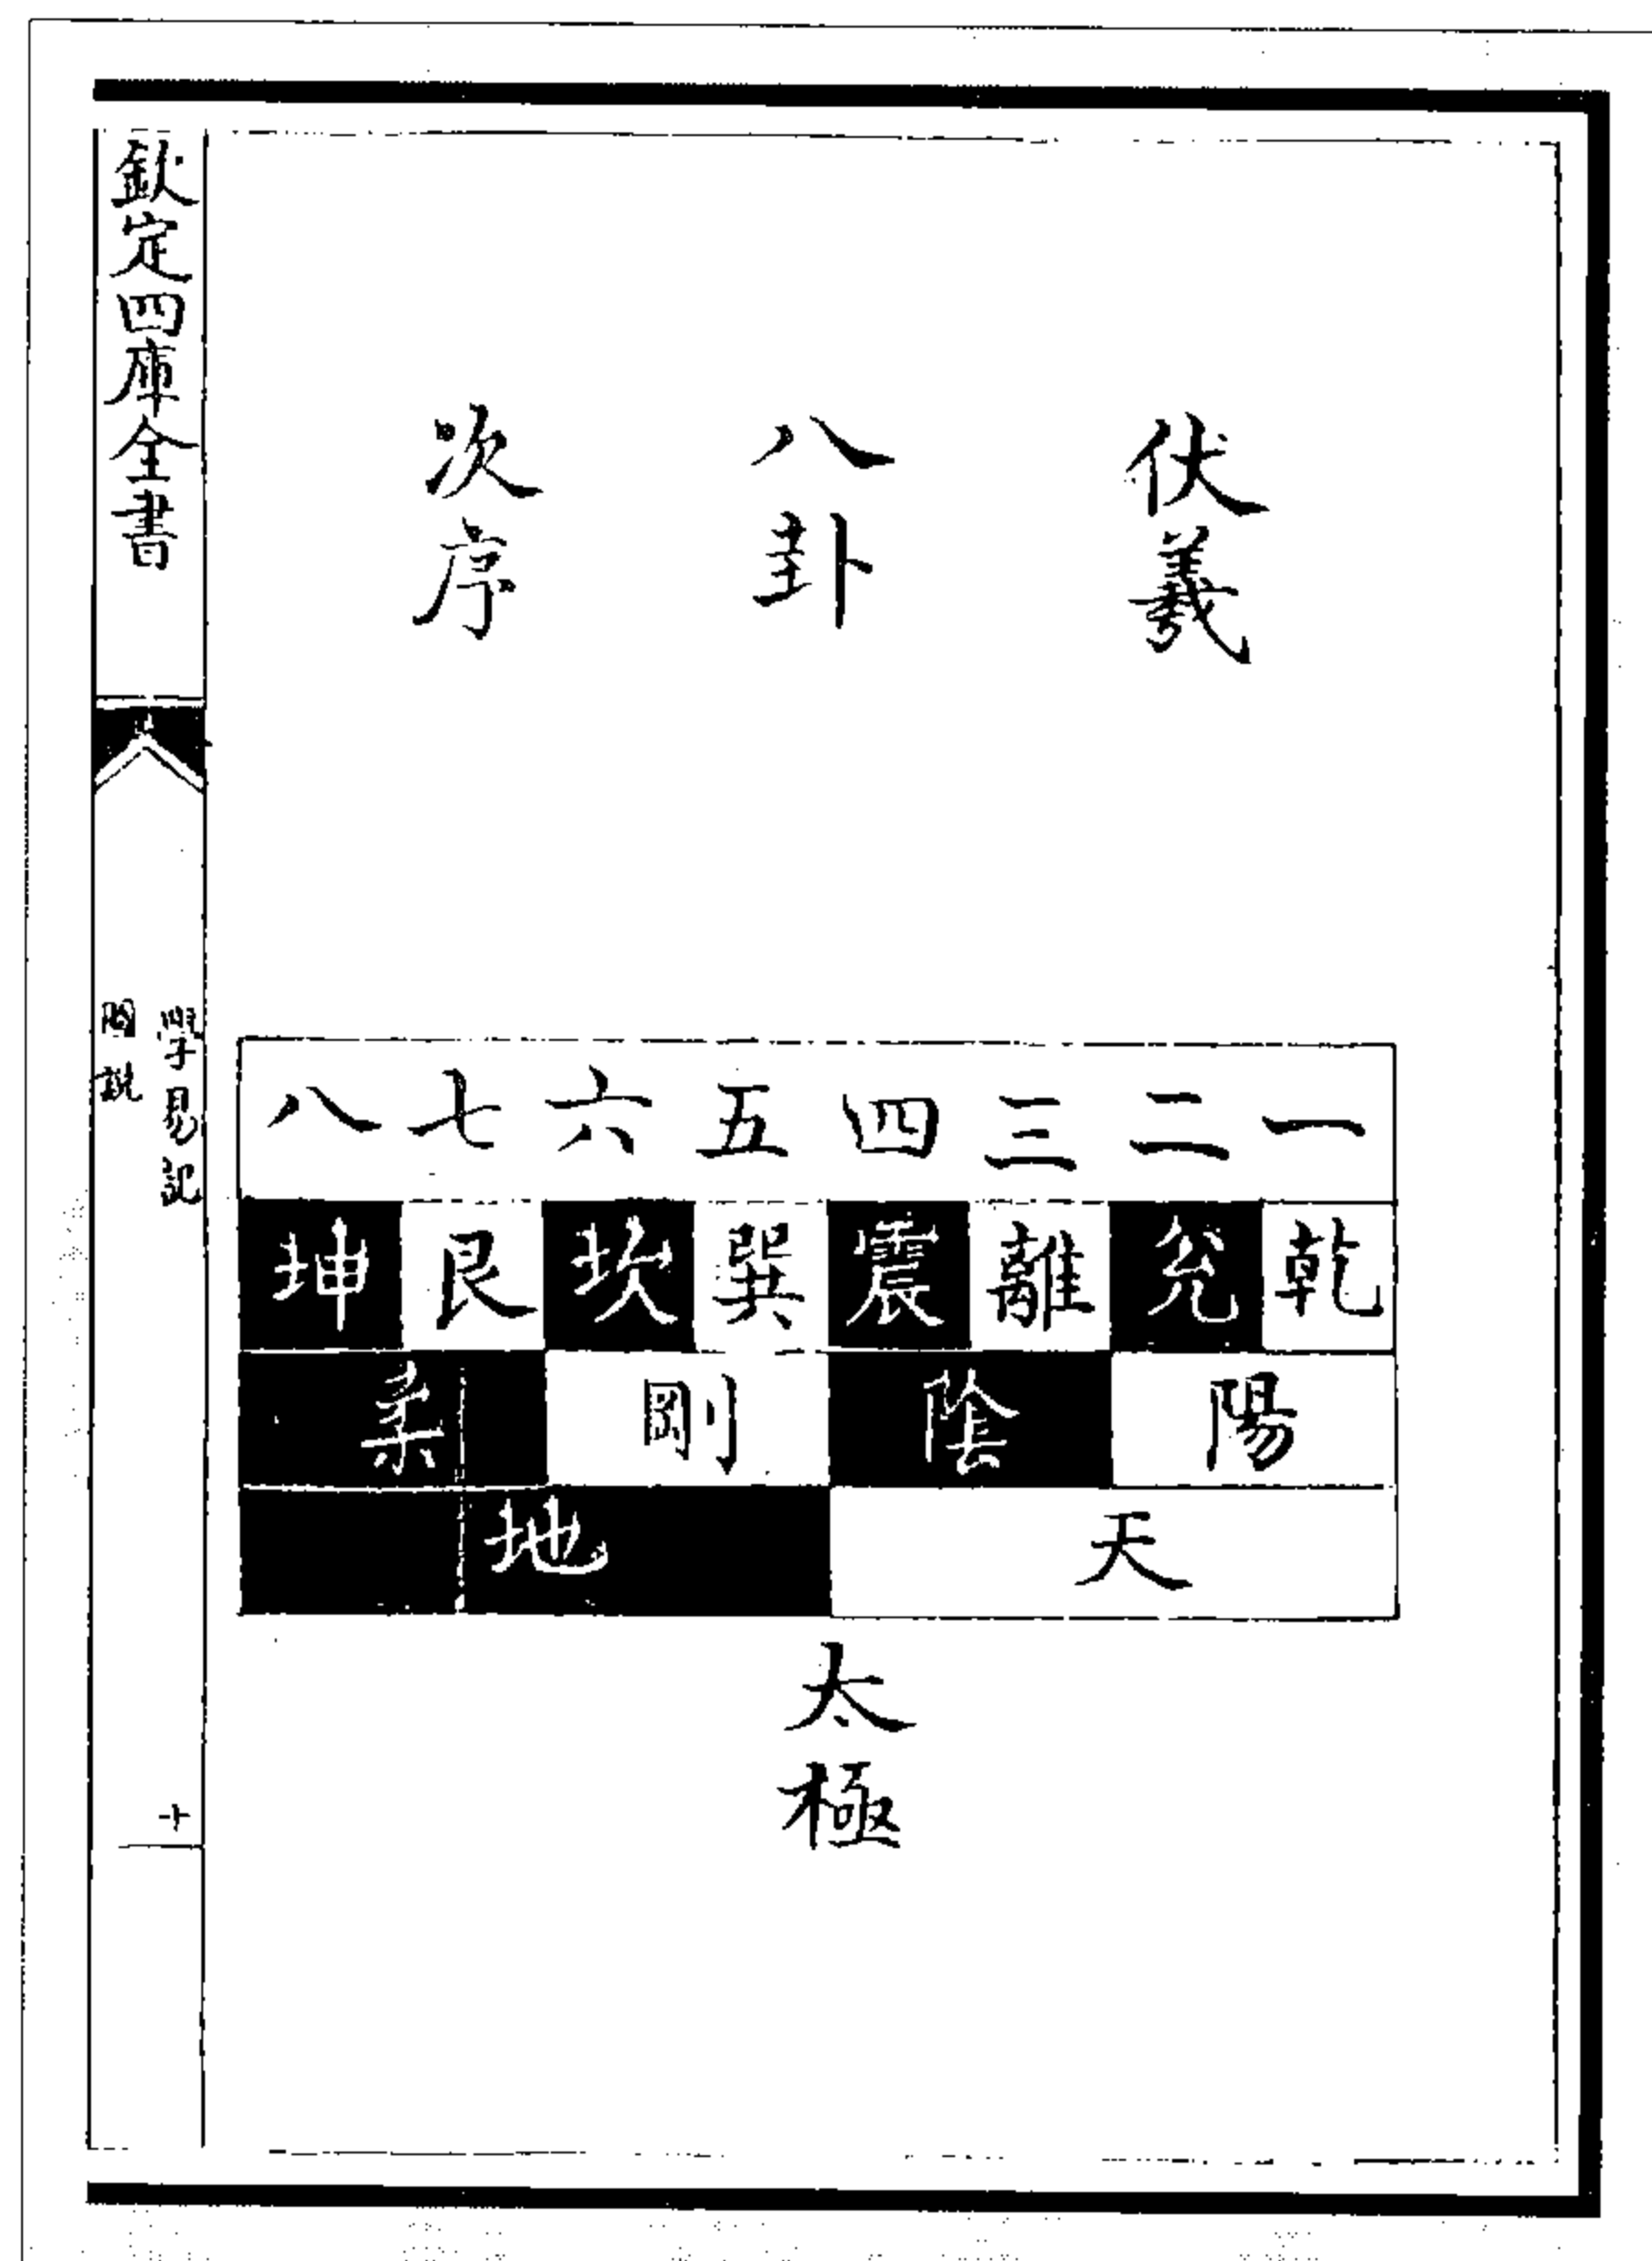 伏羲
八卦
次序
一二三四五六七八
乾兌離震巽坎艮坤
陽陰剛柔
天地
太極
欽定四庫全書
學易記
圖說
十